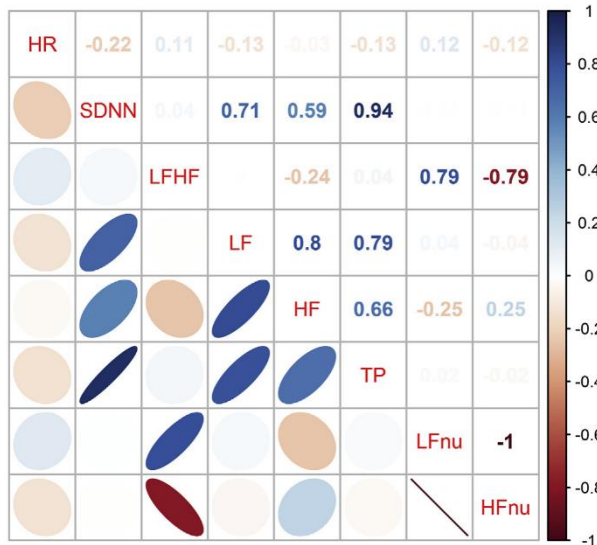 HR -0.22 0.11 -0.13 -0.03 -0.13 0.12 -0.12
SDNN 0.04 0.71 0.59 0.94
LFHF -0.24 0.04 0.79 -0.79
LF 0.8 0.79 0.04 -0.04
HF 0.66 -0.25 0.25
TP 0.02 -0.02
LFnu -1
HFnu
1
0.8
0.6
0.4
0.2
0
-0.2
-0.4
-0.6
-0.8
-1